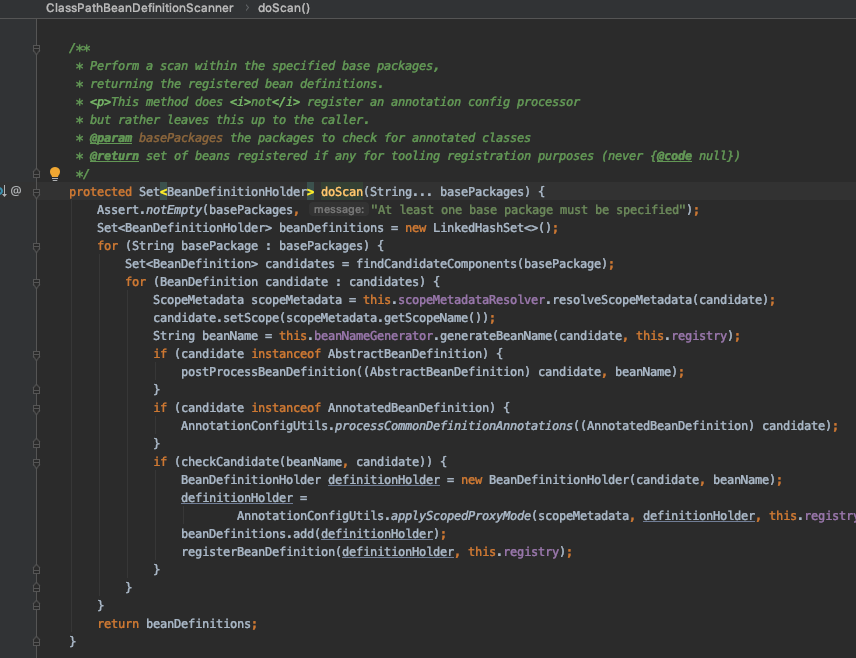 ClassPathBeanDefinitionScanner › doScan()
/**
 * Perform a scan within the specified base packages,
 * returning the registered bean definitions.
 * <p>This method does <i>not</i> register an annotation config processor
 * but rather leaves this up to the caller.
 * @param basePackages the packages to check for annotated classes
 * @return set of beans registered if any for tooling registration purposes (never {@code null})
 */
@ protected Set<BeanDefinitionHolder> doScan(String... basePackages) {
    Assert.notEmpty(basePackages, message: "At least one base package must be specified");
    Set<BeanDefinitionHolder> beanDefinitions = new LinkedHashSet<>();
    for (String basePackage : basePackages) {
        Set<BeanDefinition> candidates = findCandidateComponents(basePackage);
        for (BeanDefinition candidate : candidates) {
            ScopeMetadata scopeMetadata = this.scopeMetadataResolver.resolveScopeMetadata(candidate);
            candidate.setScope(scopeMetadata.getScopeName());
            String beanName = this.beanNameGenerator.generateBeanName(candidate, this.registry);
            if (candidate instanceof AbstractBeanDefinition) {
                postProcessBeanDefinition((AbstractBeanDefinition) candidate, beanName);
            }
            if (candidate instanceof AnnotatedBeanDefinition) {
                AnnotationConfigUtils.processCommonDefinitionAnnotations((AnnotatedBeanDefinition) candidate);
            }
            if (checkCandidate(beanName, candidate)) {
                BeanDefinitionHolder definitionHolder = new BeanDefinitionHolder(candidate, beanName);
                definitionHolder =
                        AnnotationConfigUtils.applyScopedProxyMode(scopeMetadata, definitionHolder, this.registry
                beanDefinitions.add(definitionHolder);
                registerBeanDefinition(definitionHolder, this.registry);
            }
        }
    }
    return beanDefinitions;
}